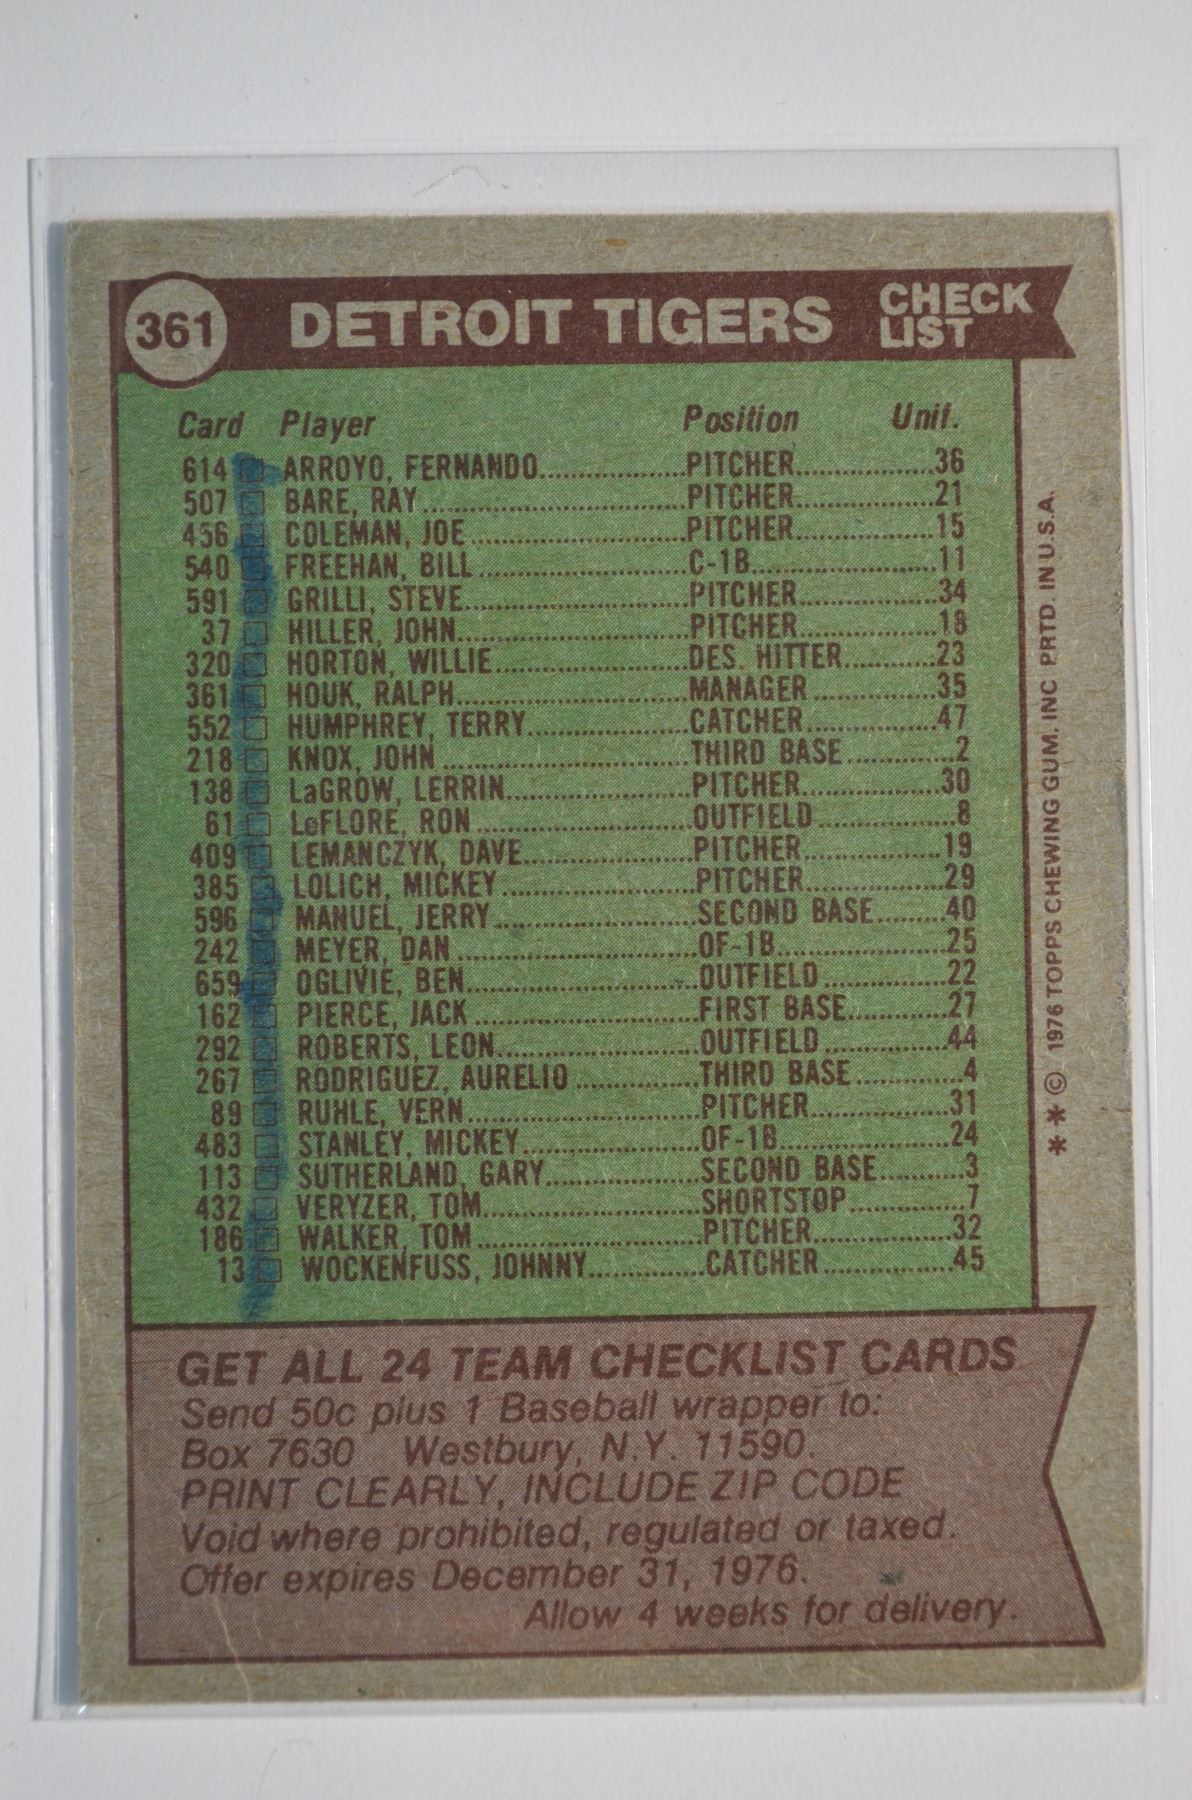 361 DETROIT TIGERS CHECK LIST
Card Player Position Unif.
614 ARROYO, FERNANDO....................PITCHER.................36
507 BARE, RAY....................PITCHER.................21
456 COLEMAN, JOE....................PITCHER.................15
540 FREEHAN, BILL....................C-1B.................11
591 GRILLI, STEVE....................PITCHER.................34
37 HILLER, JOHN....................PITCHER.................18
320 HORTON, WILLIE....................DES. HITTER............23
361 HOUK, RALPH....................MANAGER................35
552 HUMPHREY, TERRY....................CATCHER................47
218 KNOX, JOHN....................THIRD BASE..............2
138 LaGROW, LERRIN....................PITCHER.................30
61 LeFLORE, RON....................OUTFIELD.................8
409 LEMANCZYK, DAVE....................PITCHER.................19
385 LOLICH, MICKEY....................PITCHER.................29
596 MANUEL, JERRY....................SECOND BASE........40
242 MEYER, DAN....................OF-1B.................25
659 OGLIVIE, BEN....................OUTFIELD...............22
162 PIERCE, JACK....................FIRST BASE............27
292 ROBERTS, LEON....................OUTFIELD...............44
267 RODRIGUEZ, AURELIO..............THIRD BASE.............4
89 RUHLE, VERN....................PITCHER.................31
483 STANLEY, MICKEY....................OF-1B.................24
113 SUTHERLAND, GARY....................SECOND BASE..........3
432 VERYZER, TOM....................SHORTSTOP..............7
186 WALKER, TOM....................PITCHER.................32
13 WOCKENFUSS, JOHNNY..............CATCHER................45
GET ALL 24 TEAM CHECKLIST CARDS
Send 50c plus 1 Baseball wrapper to:
Box 7630 Westbury, N.Y. 11590.
PRINT CLEARLY, INCLUDE ZIP CODE
Void where prohibited, regulated or taxed.
Offer expires December 31, 1976.
Allow 4 weeks for delivery.
** © 1976 TOPPS CHEWING GUM, INC PRTD. IN U.S.A.